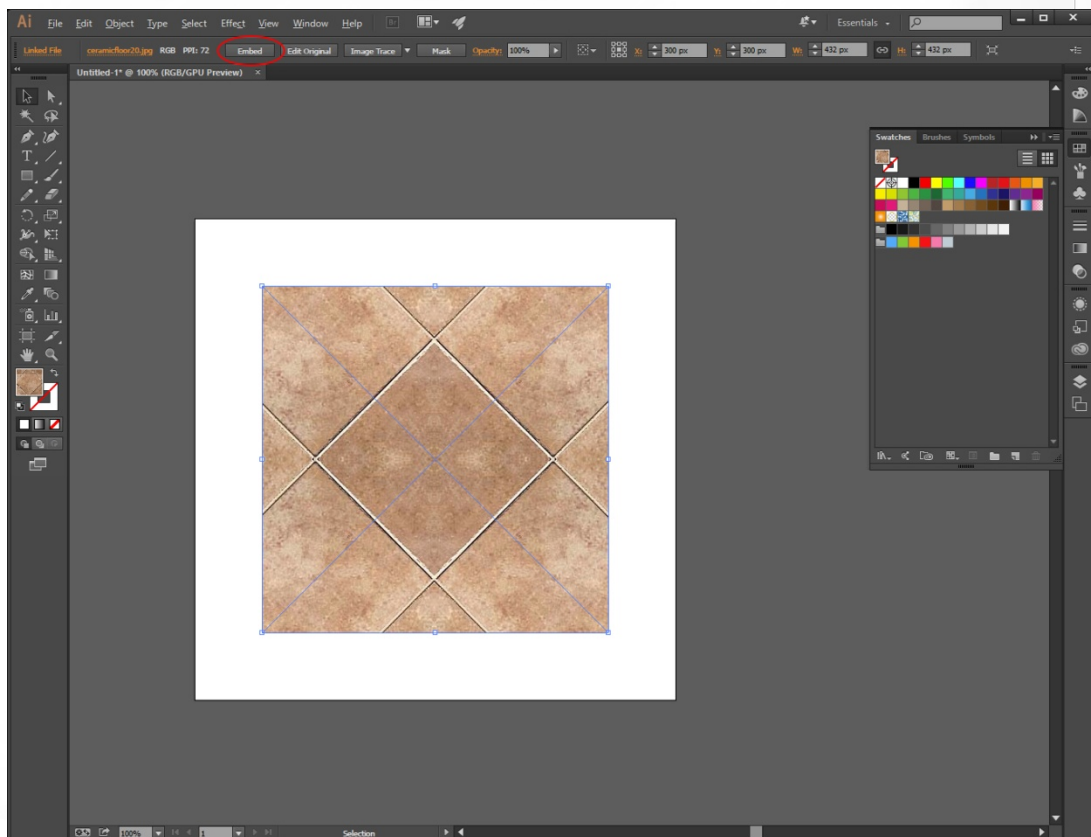 Ai File Edit Object Type Select Effect View Window Help Br Essentials
Linked File ceramicfloor20.jpg RGB PPI: 72 Embed Edit Original Image Trace Mask Opacity: 100% X: 300 px Y: 300 px W: 432 px H: 432 px
Untitled-1* @ 100% (RGB/GPU Preview) ×
Swatches Brushes Symbols
100% 1 Selection